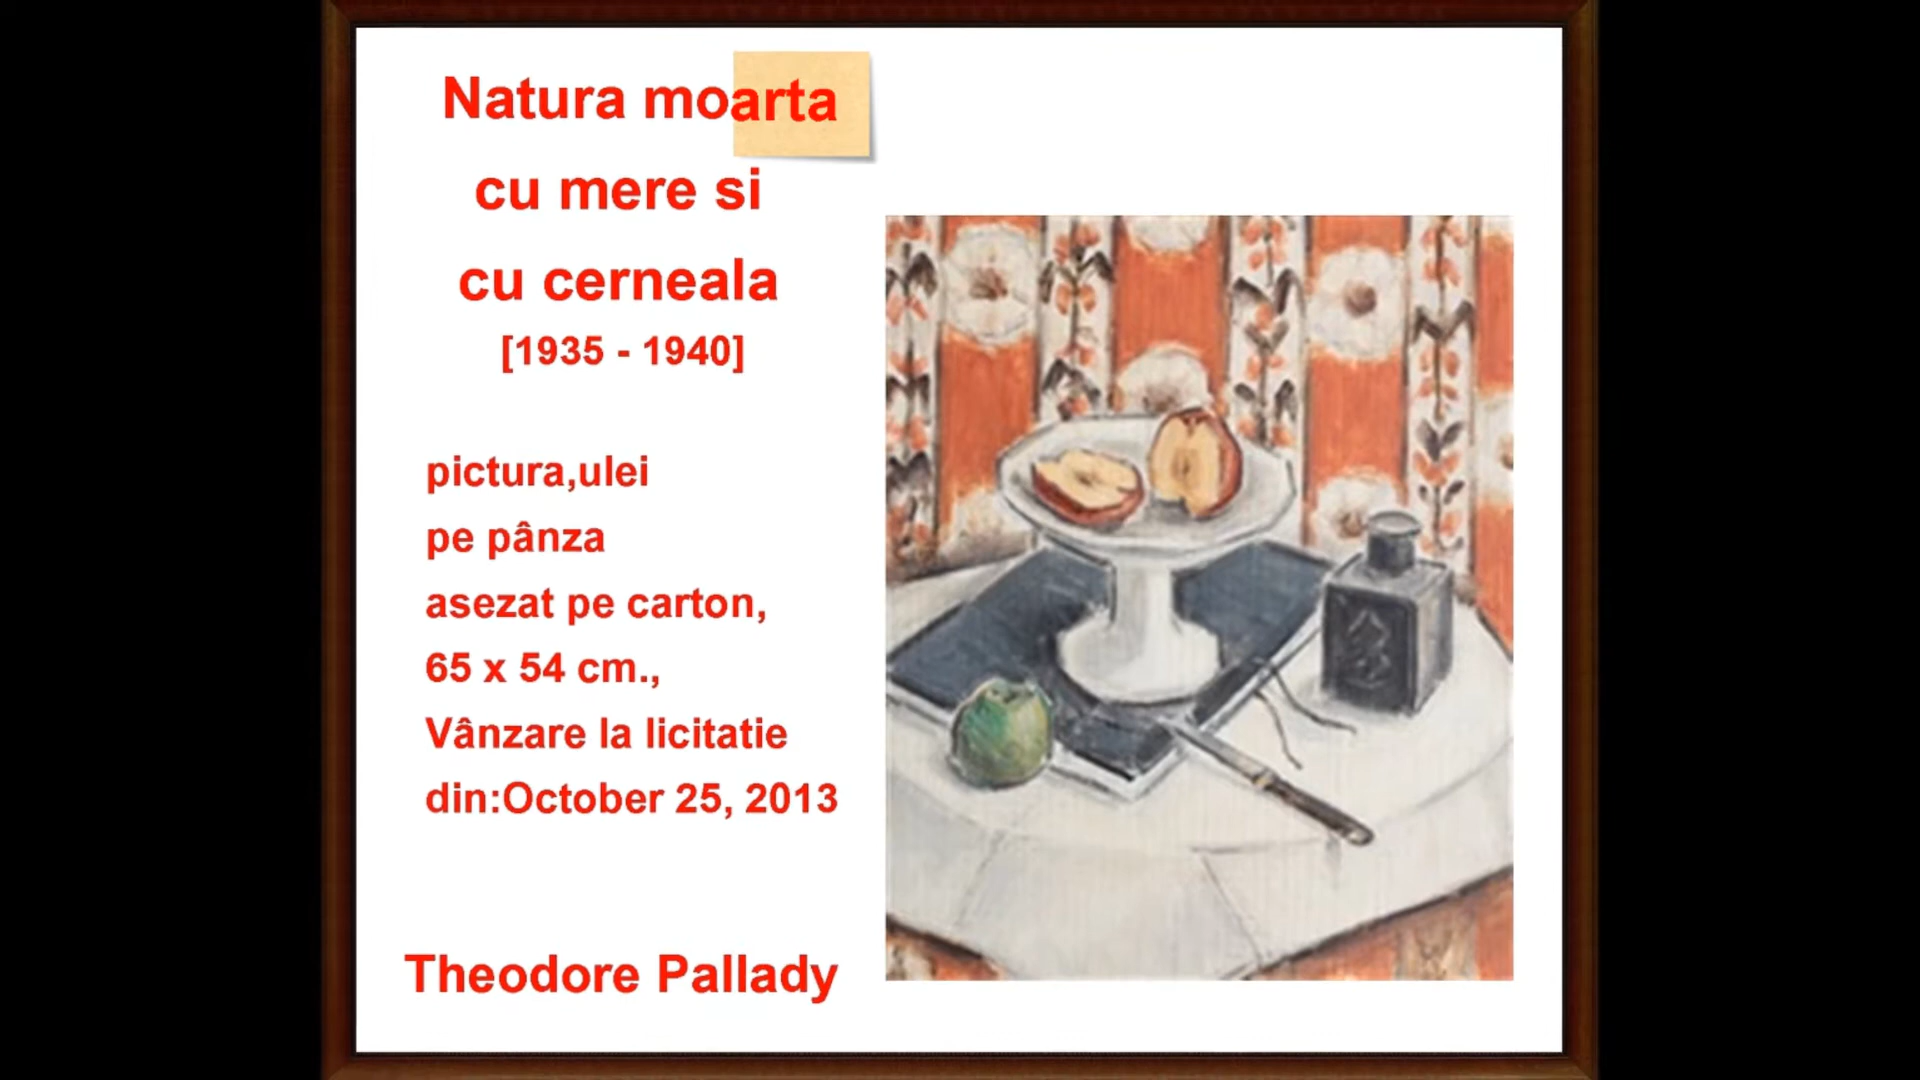 Natura moarta
cu mere si
cu cerneala
[1935 - 1940]
pictura,ulei
pe pânza
asezat pe carton,
65 x 54 cm.,
Vânzare la licitatie
din:October 25, 2013
Theodore Pallady